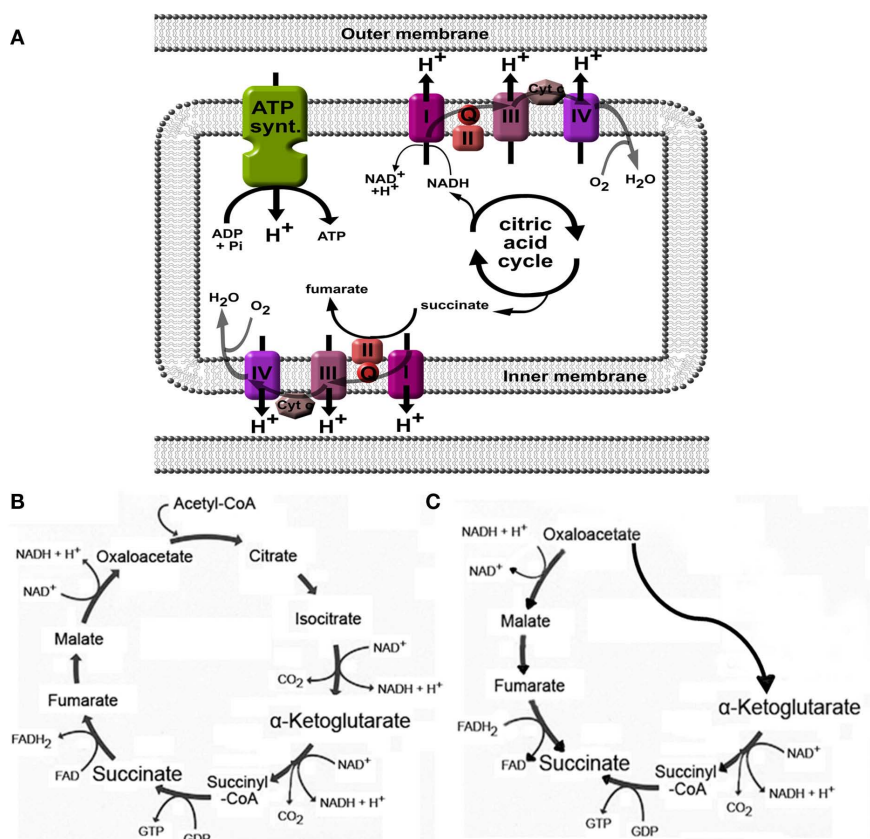 A
Outer membrane
H+ H+ H+
ATP
synt.
I
Q
II
III
Cyt c
IV
NAD+
+H+
NADH
O2
H2O
ADP
+ Pi
H+
ATP
citric
acid
cycle
fumarate
succinate
H2O
O2
IV
III
II
Q
I
Cyt c
Inner membrane
H+ H+ H+
B
Acetyl-CoA
NADH + H+
Oxaloacetate
Citrate
NAD+
Isocitrate
Malate
NAD+
CO2
NADH + H+
Fumarate
α-Ketoglutarate
FADH2
NAD+
FAD
Succinate
Succinyl
-CoA
NADH + H+
CO2
GTP
GDP
C
NADH + H+
Oxaloacetate
NAD+
Malate
Fumarate
α-Ketoglutarate
FADH2
NAD+
FAD
Succinate
Succinyl
-CoA
NADH + H+
CO2
GTP
GDP